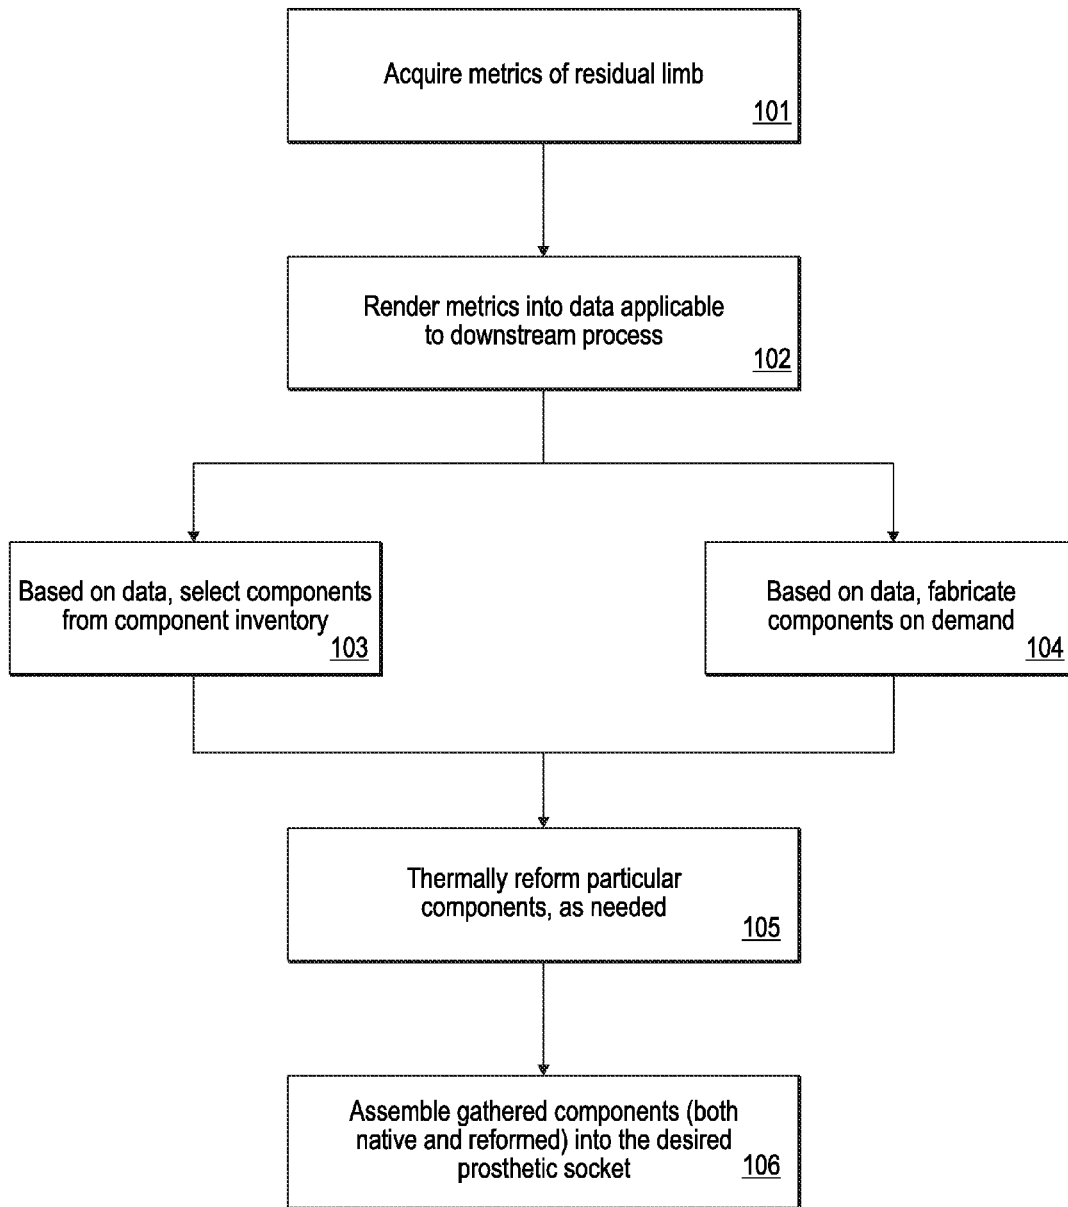 Acquire metrics of residual limb
101
Render metrics into data applicable
to downstream process
102
Based on data, select components
from component inventory
103
Based on data, fabricate
components on demand
104
Thermally reform particular
components, as needed
105
Assemble gathered components (both
native and reformed) into the desired
prosthetic socket
106